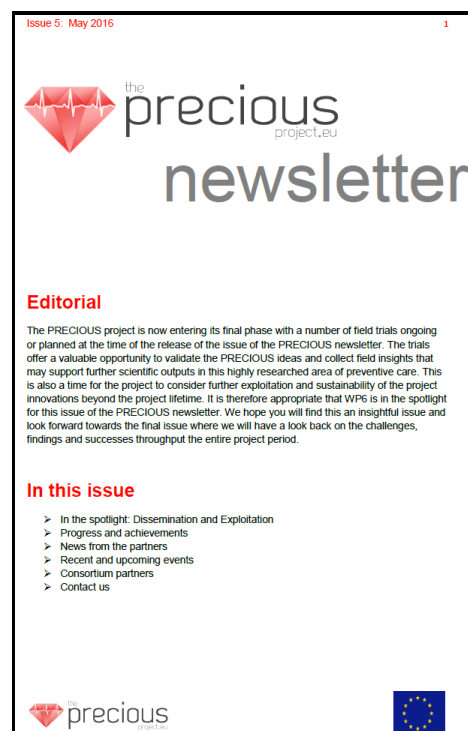 Issue 5: May 2016 1
the
precious
project.eu
newsletter
Editorial
The PRECIOUS project is now entering its final phase with a number of field trials ongoing
or planned at the time of the release of the issue of the PRECIOUS newsletter. The trials
offer a valuable opportunity to validate the PRECIOUS ideas and collect field insights that
may support further scientific outputs in this highly researched area of preventive care. This
is also a time for the project to consider further exploitation and sustainability of the project
innovations beyond the project lifetime. It is therefore appropriate that WP6 is in the spotlight
for this issue of the PRECIOUS newsletter. We hope you will find this an insightful issue and
look forward towards the final issue where we will have a look back on the challenges,
findings and successes throughput the entire project period.
In this issue
➢ In the spotlight: Dissemination and Exploitation
➢ Progress and achievements
➢ News from the partners
➢ Recent and upcoming events
➢ Consortium partners
➢ Contact us
the
precious
project.eu